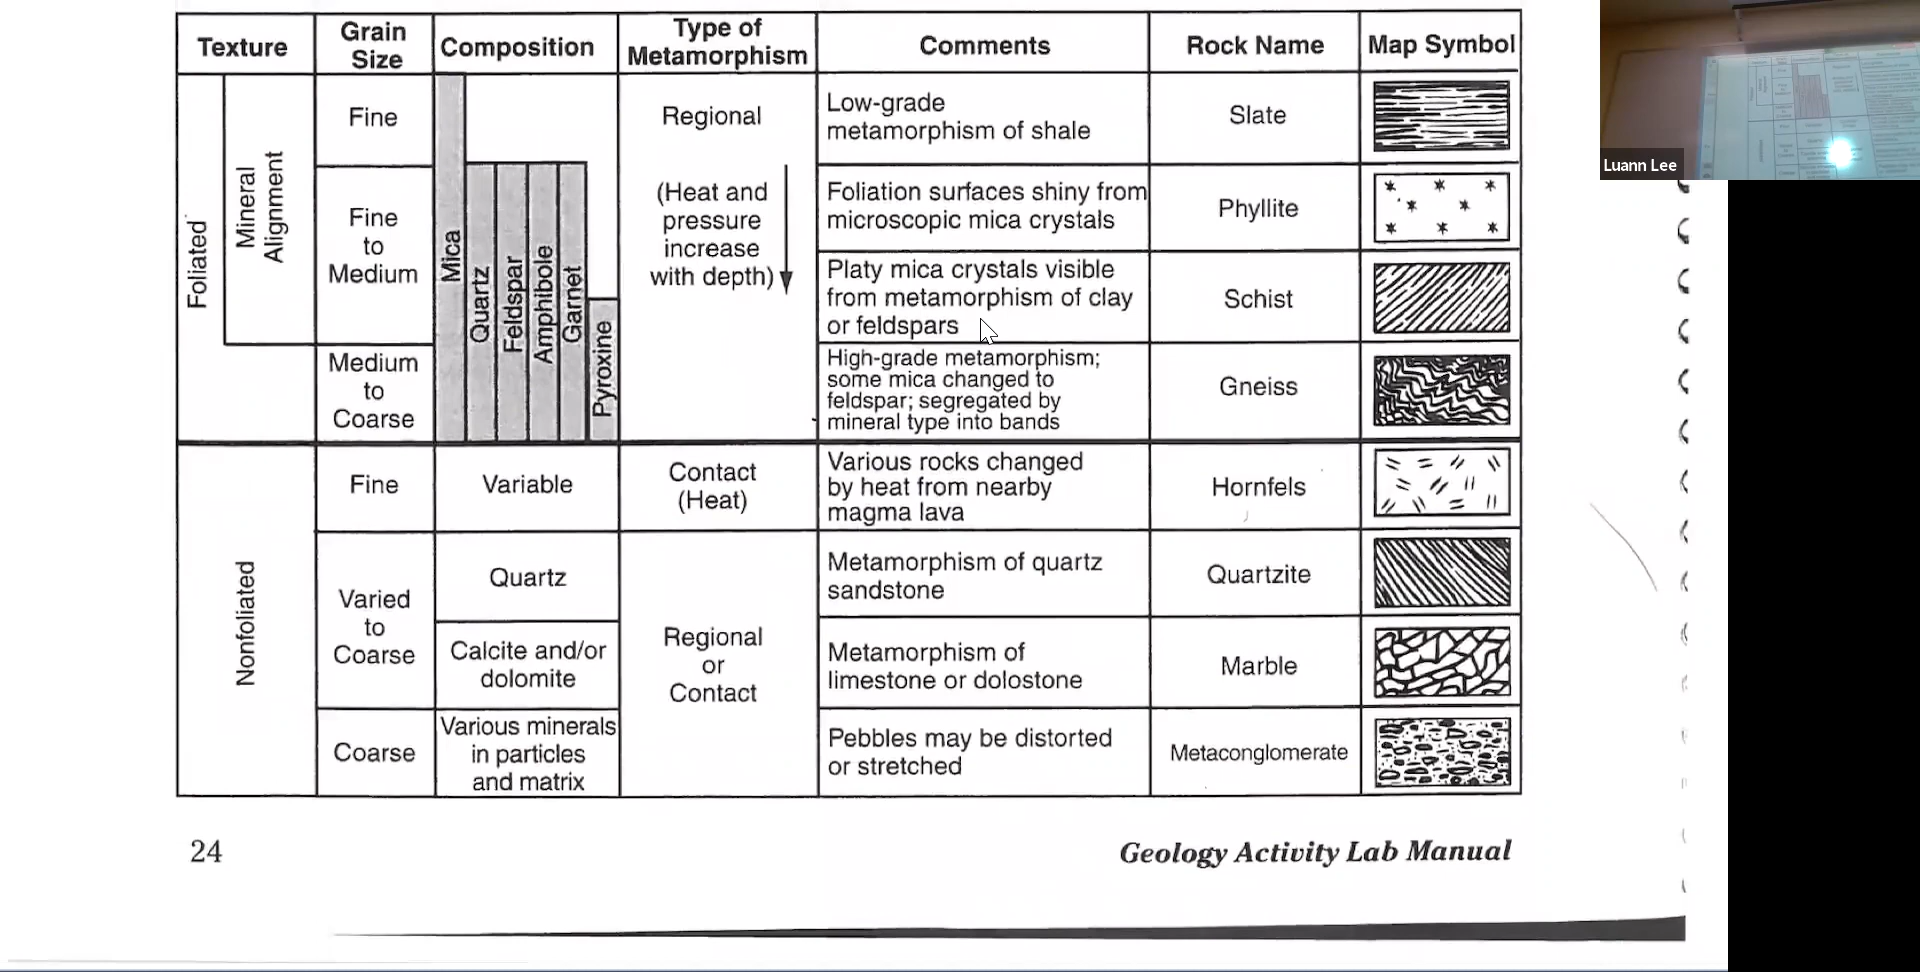 Texture
Grain
Size
Composition
Type of
Metamorphism
Comments
Rock Name
Map Symbol
Foliated
Mineral
Alignment
Fine
Mica
Quartz
Feldspar
Amphibole
Garnet
Pyroxine
Regional
(Heat and
pressure
increase
with depth)
Low-grade
metamorphism of shale
Slate
Fine
to
Medium
Foliation surfaces shiny from
microscopic mica crystals
Phyllite
Platy mica crystals visible
from metamorphism of clay
or feldspars
Schist
Medium
to
Coarse
High-grade metamorphism;
some mica changed to
feldspar; segregated by
mineral type into bands
Gneiss
Nonfoliated
Fine
Variable
Contact
(Heat)
Various rocks changed
by heat from nearby
magma lava
Hornfels
Varied
to
Coarse
Quartz
Regional
or
Contact
Metamorphism of quartz
sandstone
Quartzite
Calcite and/or
dolomite
Metamorphism of
limestone or dolostone
Marble
Coarse
Various minerals
in particles
and matrix
Pebbles may be distorted
or stretched
Metaconglomerate
24
Geology Activity Lab Manual
Luann Lee